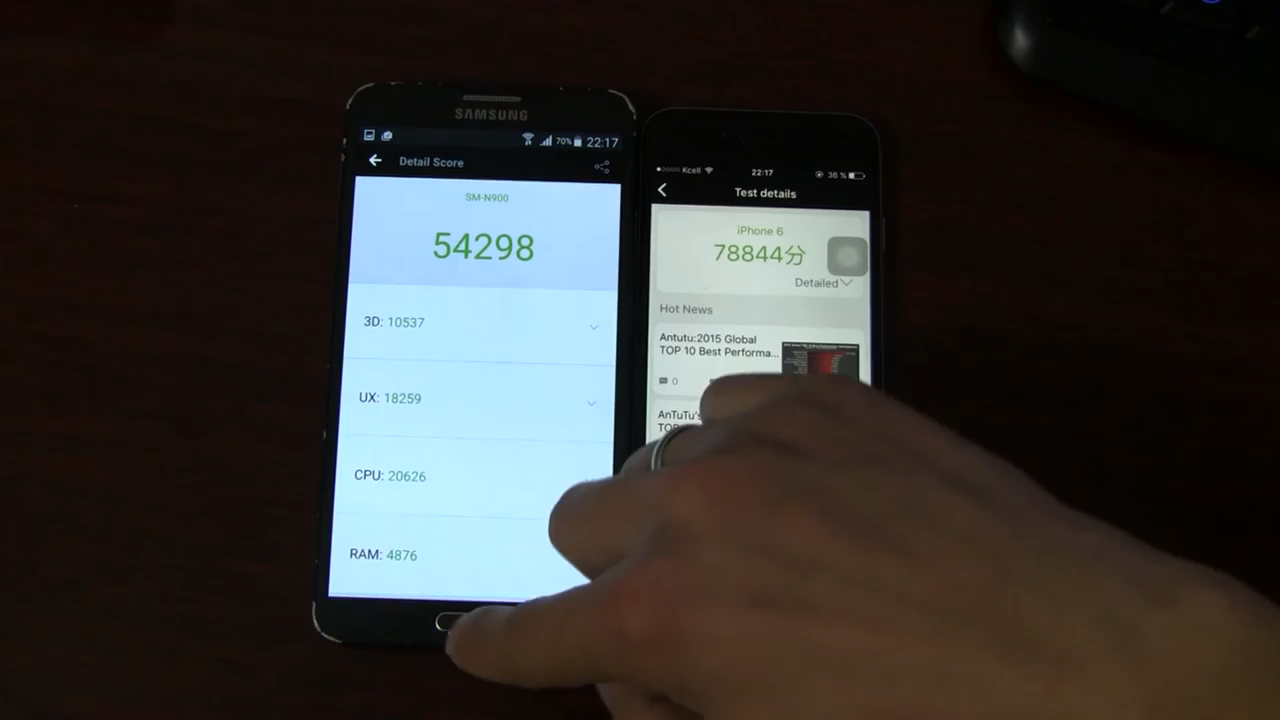 SAMSUNG
70% 22:17
Detail Score
SM-N900
54298
3D: 10537
UX: 18259
CPU: 20626
RAM: 4876
Kcell 22:17 36 %
Test details
iPhone 6
78844分
Detailed
Hot News
Antutu:2015 Global
TOP 10 Best Performa...
0
AnTuTu's